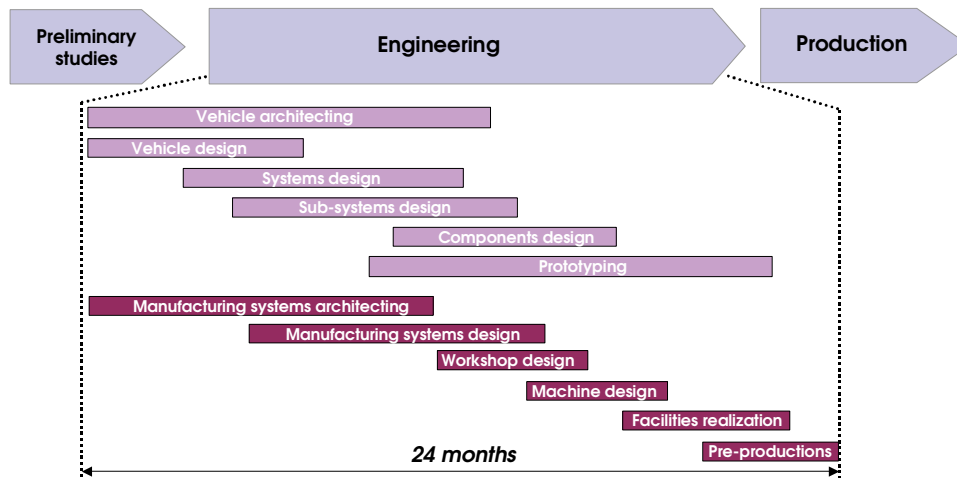 Preliminary
studies
Engineering
Production
Vehicle architecting
Vehicle design
Systems design
Sub-systems design
Components design
Prototyping
Manufacturing systems architecting
Manufacturing systems design
Workshop design
Machine design
Facilities realization
Pre-productions
24 months